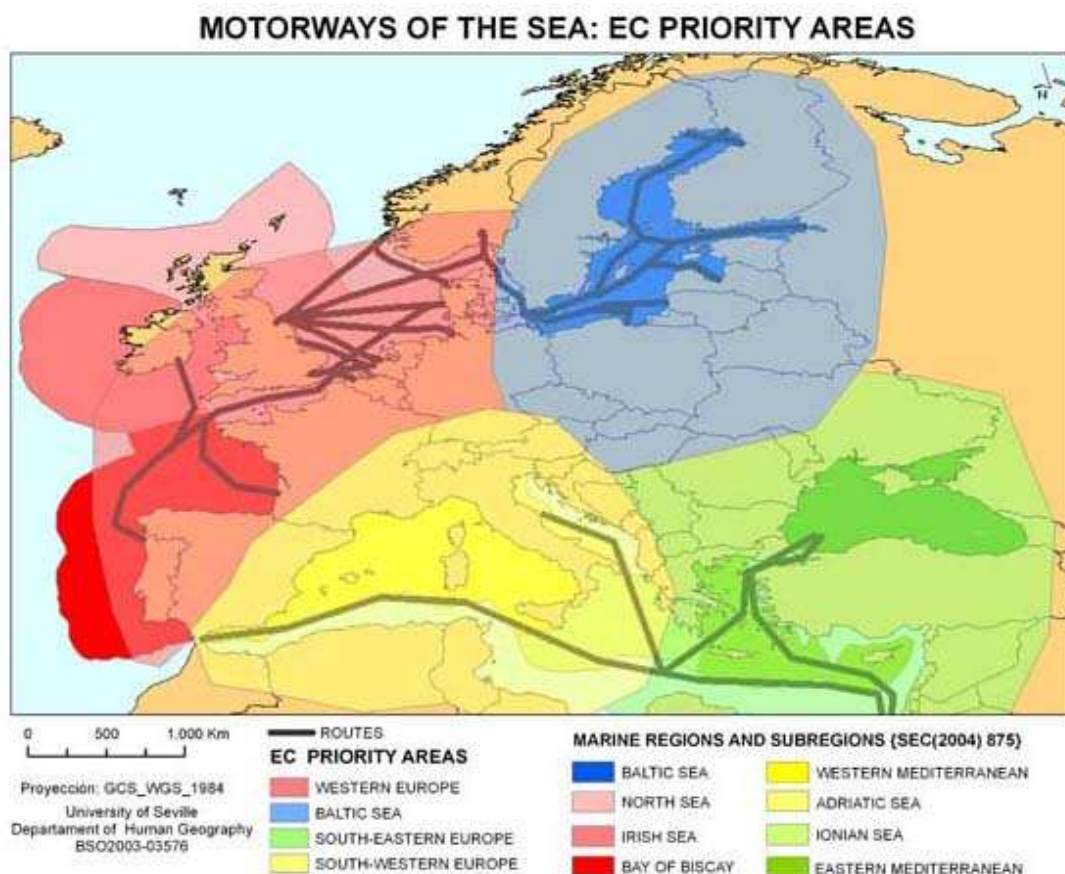 MOTORWAYS OF THE SEA: EC PRIORITY AREAS
N
0 500 1.000 Km
Proyección: GCS_WGS_1984
University of Seville
Departament of Human Geography
BSO2003-03576
ROUTES
EC PRIORITY AREAS
WESTERN EUROPE
BALTIC SEA
SOUTH-EASTERN EUROPE
SOUTH-WESTERN EUROPE
MARINE REGIONS AND SUBREGIONS {SEC(2004) 875}
BALTIC SEA
NORTH SEA
IRISH SEA
BAY OF BISCAY
WESTERN MEDITERRANEAN
ADRIATIC SEA
IONIAN SEA
EASTERN MEDITERRANEAN